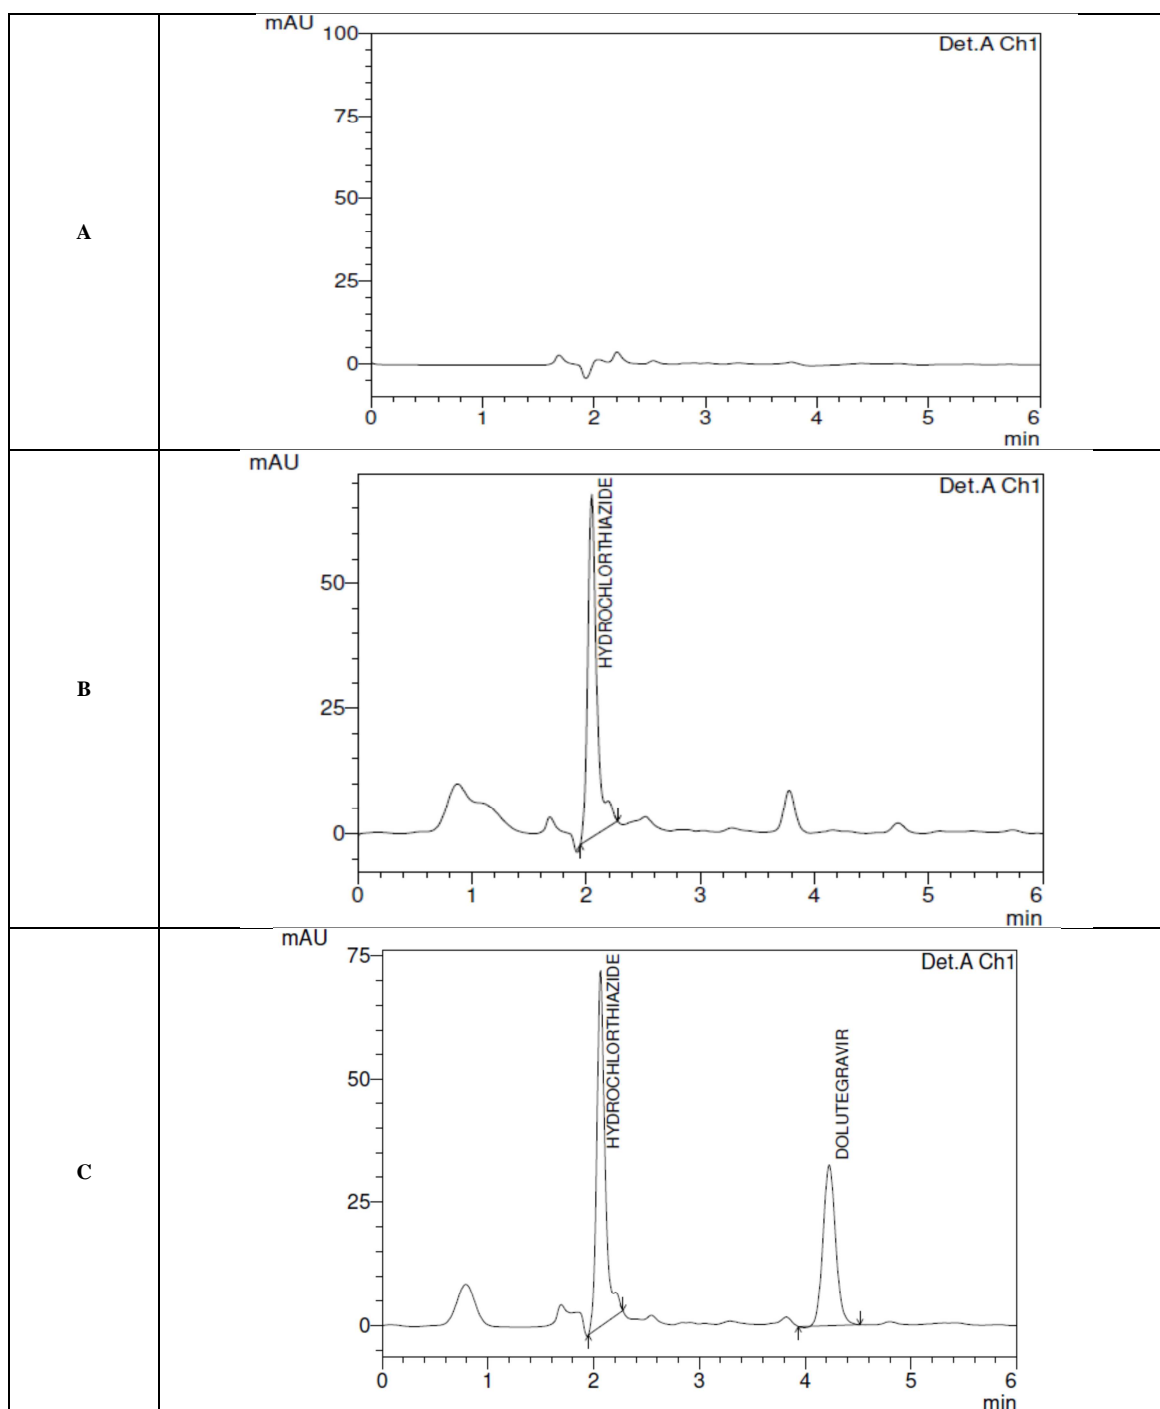 A
mAU
Det.A Ch1
100
75
50
25
0
0 1 2 3 4 5 6
min
B
mAU
Det.A Ch1
HYDROCHLORTHIAZIDE
50
25
0
0 1 2 3 4 5 6
min
C
mAU
Det.A Ch1
75
HYDROCHLORTHIAZIDE
DOLUTEGRAVIR
50
25
0
0 1 2 3 4 5 6
min